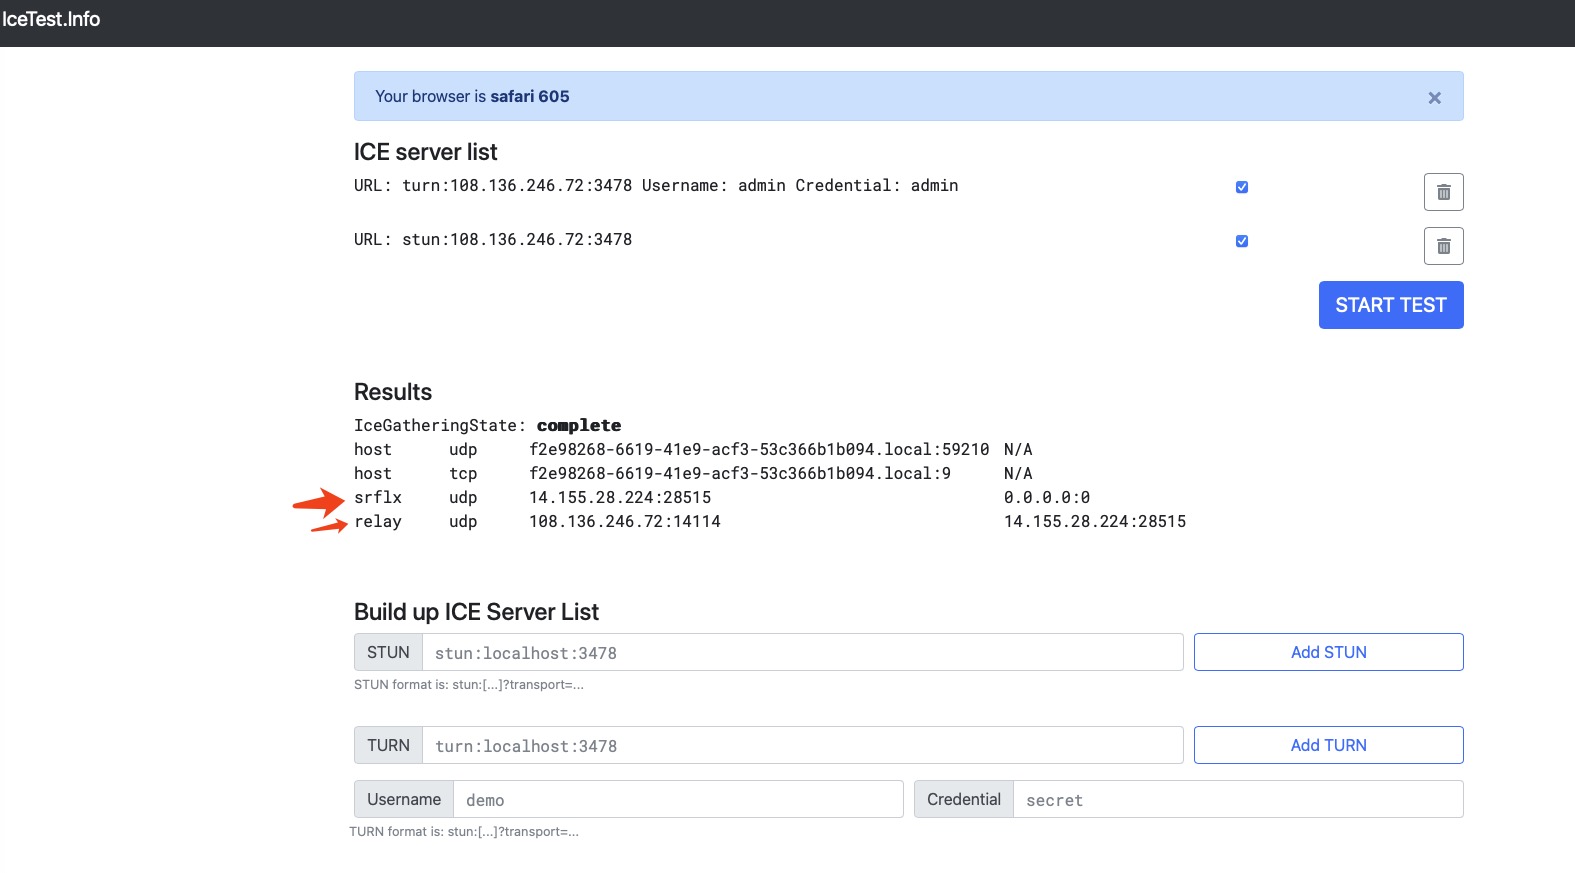 IceTest.Info
Your browser is safari 605 ×
ICE server list
URL: turn:108.136.246.72:3478 Username: admin Credential: admin
URL: stun:108.136.246.72:3478
START TEST
Results
IceGatheringState: complete
host udp f2e98268-6619-41e9-acf3-53c366b1b094.local:59210 N/A
host tcp f2e98268-6619-41e9-acf3-53c366b1b094.local:9 N/A
srflx udp 14.155.28.224:28515 0.0.0.0:0
relay udp 108.136.246.72:14114 14.155.28.224:28515
Build up ICE Server List
STUN stun:localhost:3478 Add STUN
STUN format is: stun:[...]?transport=...
TURN turn:localhost:3478 Add TURN
Username demo Credential secret
TURN format is: stun:[...]?transport=...